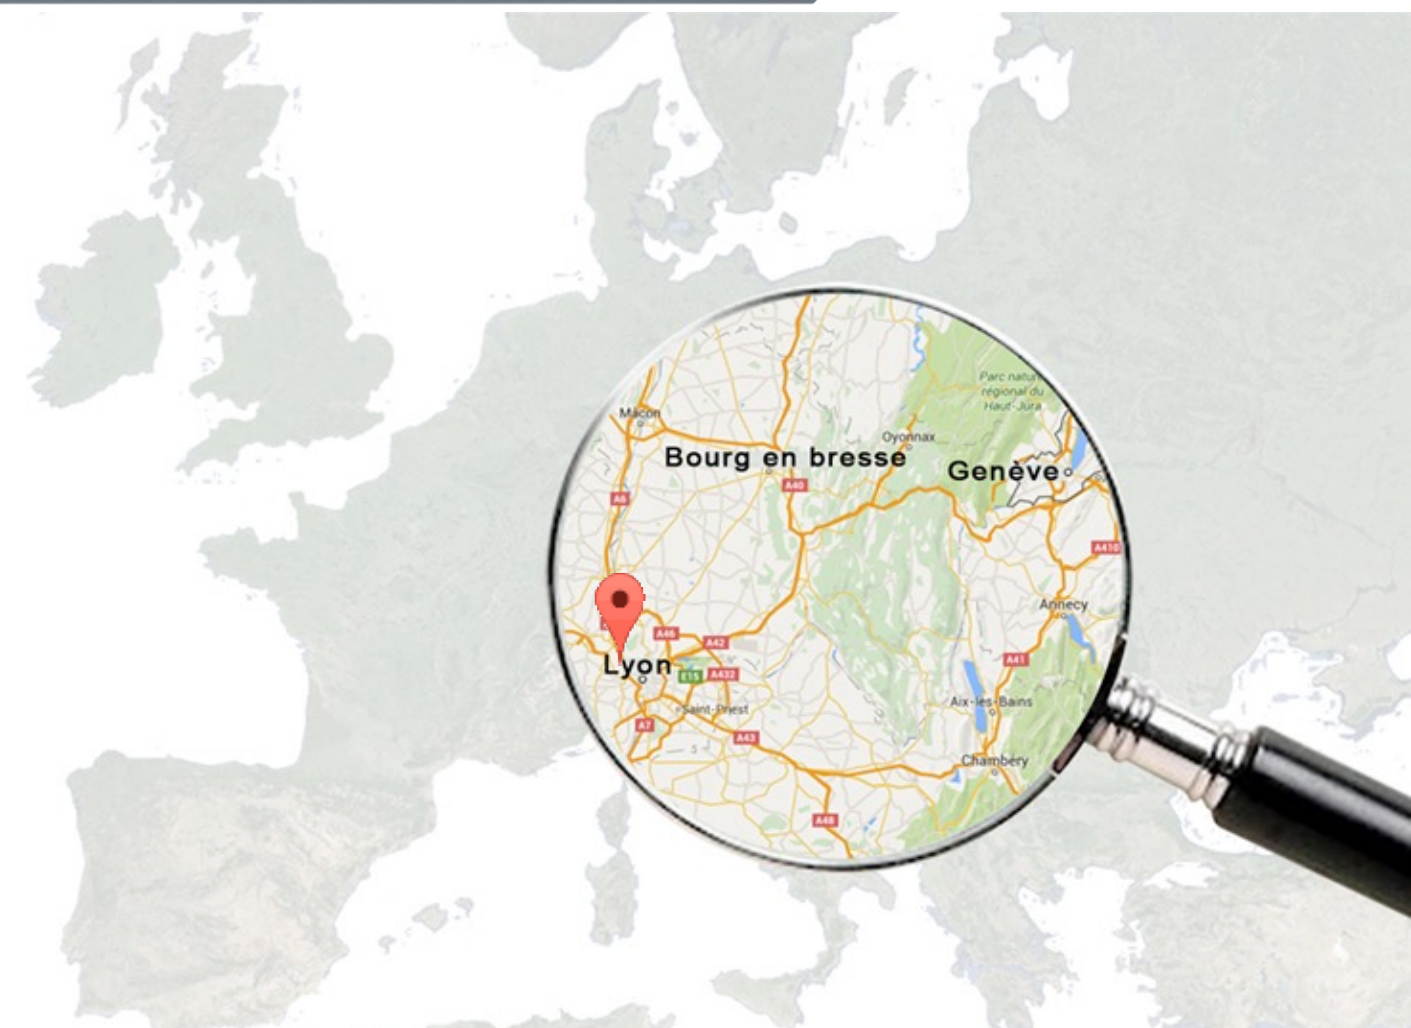 Parc natur
régional du
Haut-Jura
Mâcon
Oyonnax
Bourg en bresse
Genève
A40
A6
A410
Annecy
A46
A42
Lyon
A41
E15
A432
Aix-les-Bains
Saint-Priest
A7
A43
Chambéry
A48